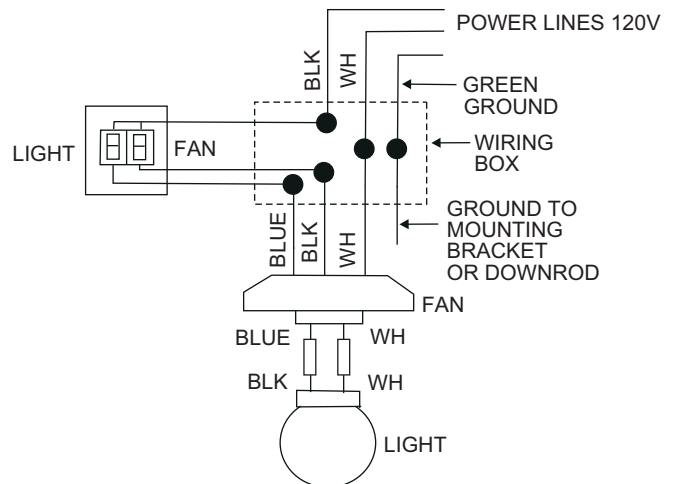 POWER LINES 120V
BLK
WH
GREEN
GROUND
LIGHT
FAN
WIRING
BOX
GROUND TO
MOUNTING
BRACKET
OR DOWNROD
BLUE
BLK
WH
FAN
BLUE
WH
BLK
WH
LIGHT